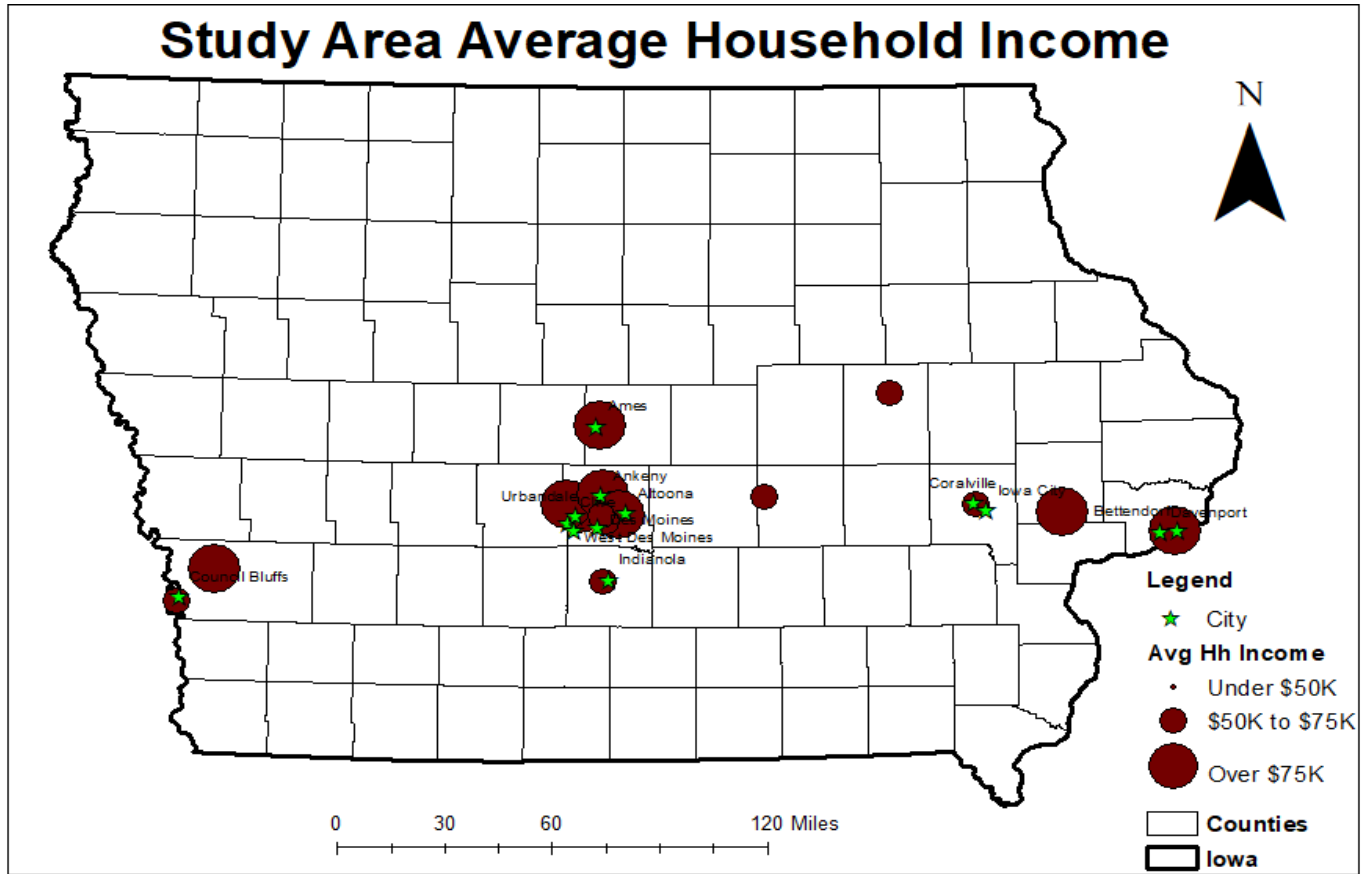 Study Area Average Household Income
N
Ames
Ankeny
Urbandale
Altoona
Clive
Des Moines
West Des Moines
Indianola
Coralville
Iowa City
Bettendorf
Davenport
Council Bluffs
Legend
City
Avg Hh Income
Under $50K
$50K to $75K
Over $75K
Counties
Iowa
0 30 60 120 Miles